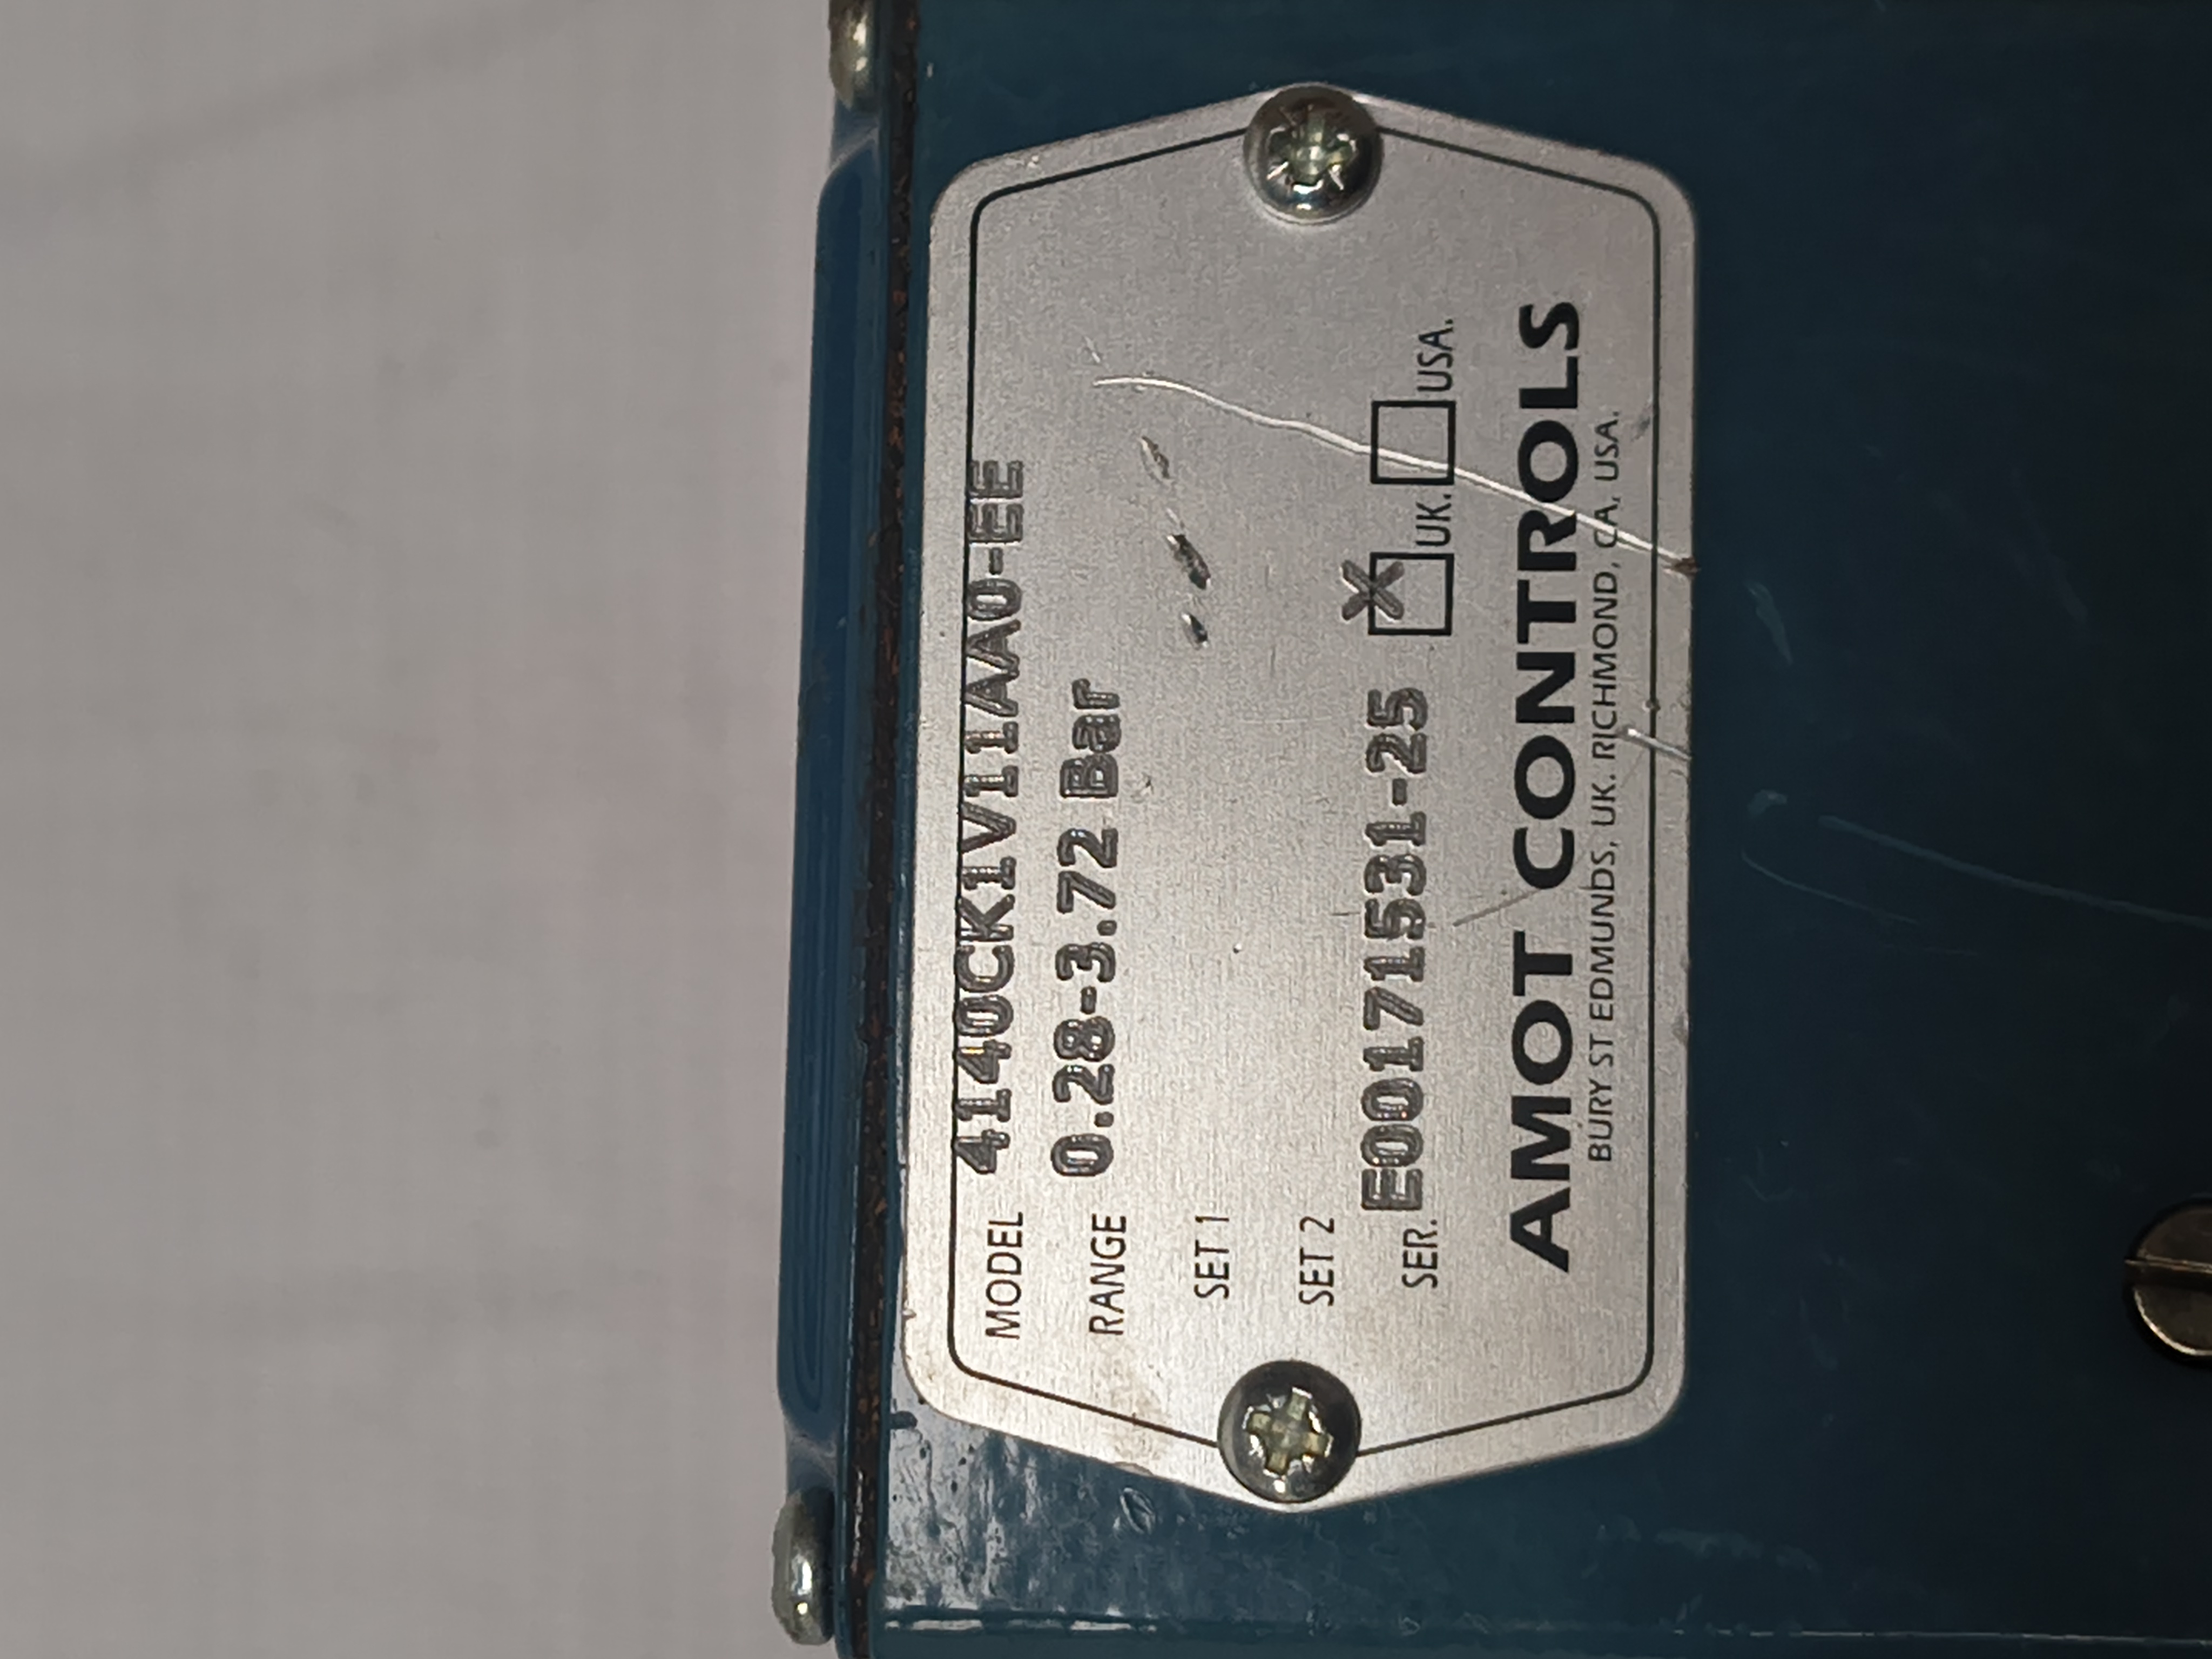 MODEL 4140CK1V11AA0-EE
RANGE 0.28-3.72 Bar
SET 1
SET 2
SER. E00171531-25 X UK. USA.
AMOT CONTROLS
BURY ST EDMUNDS, UK. RICHMOND, CA, USA.